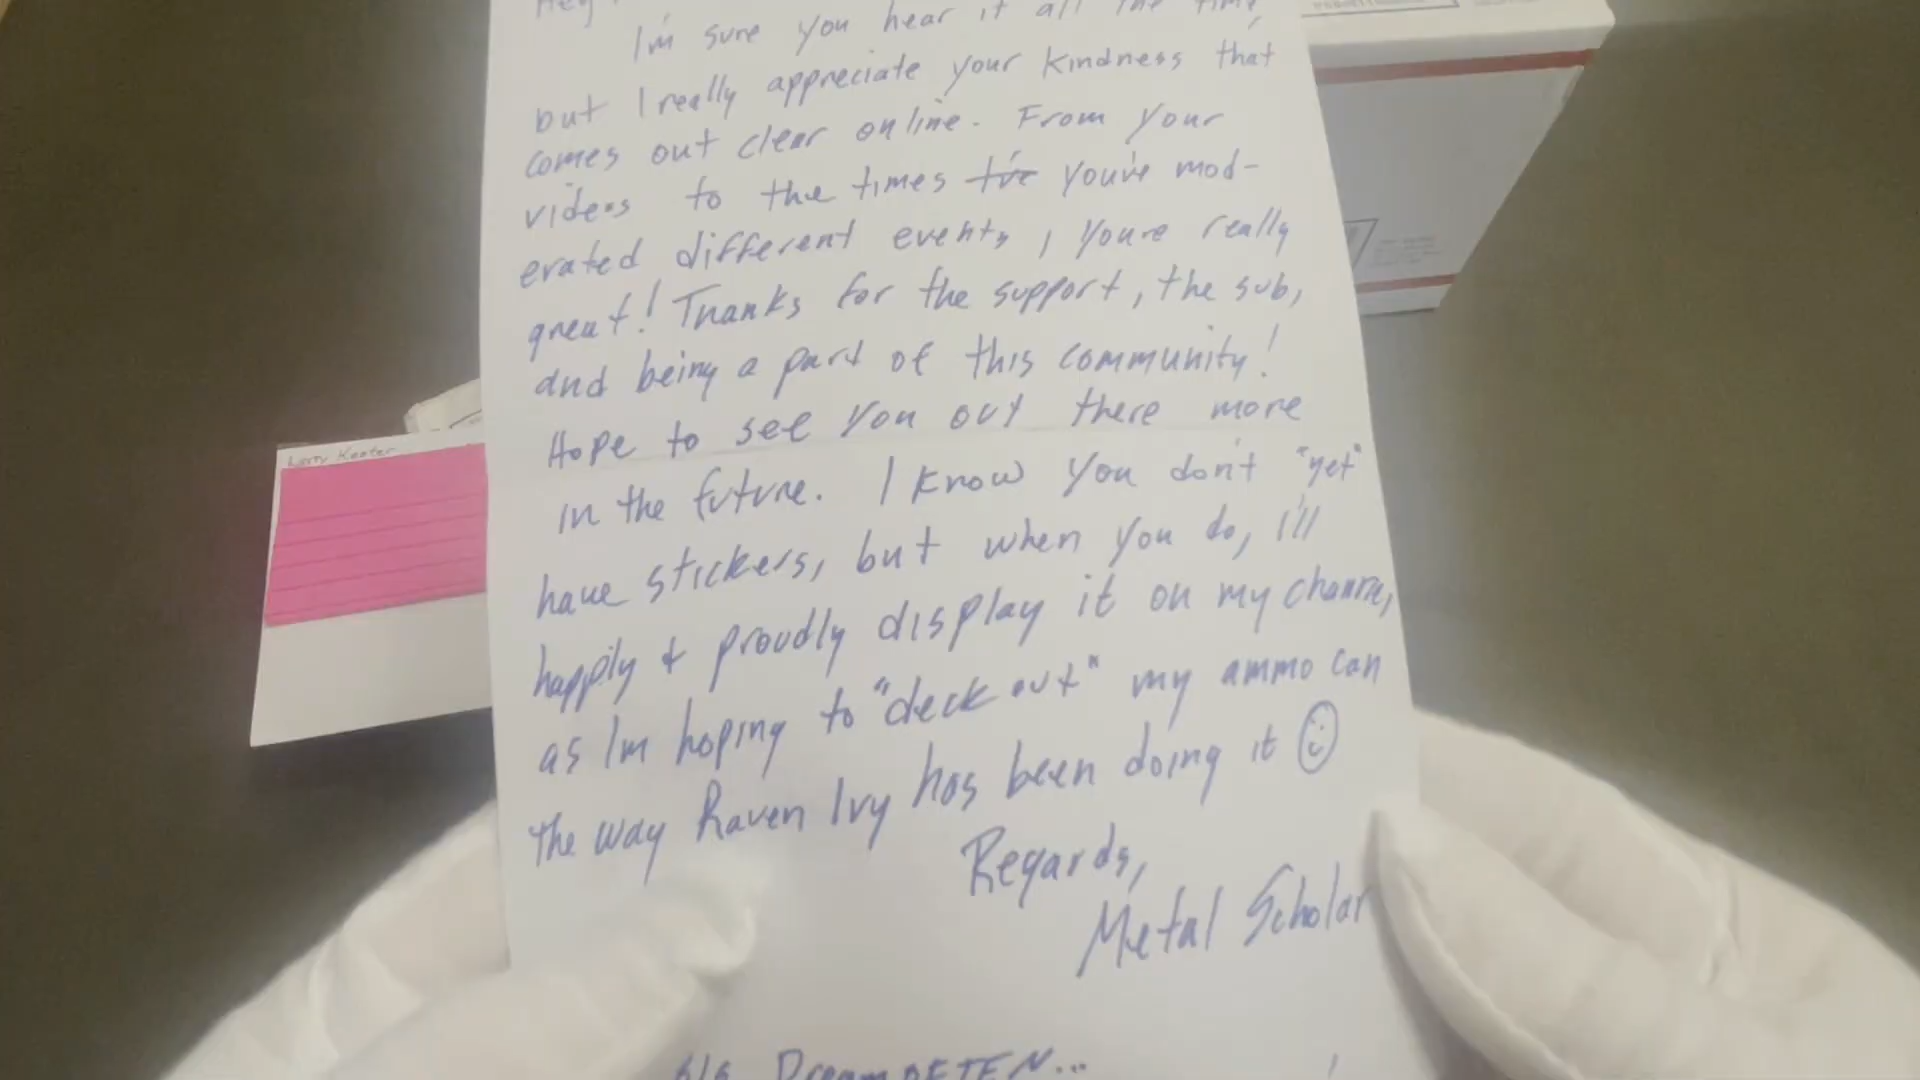 Hey
I'm sure you hear it all the time
but I really appreciate your kindness that
comes out clear online. From your
videos to the times you've mod-
erated different events, you're really
great! Thanks for the support, the sub,
and being a part of this community!
Hope to see you out there more
in the future. I know you don't "yet"
have stickers, but when you do, I'll
happily & proudly display it on my
as Im hoping to "deck out" my ammo can
the way Raven Ivy has been doing it ☺
Regards,
Metal Scholar
Larry Keeter